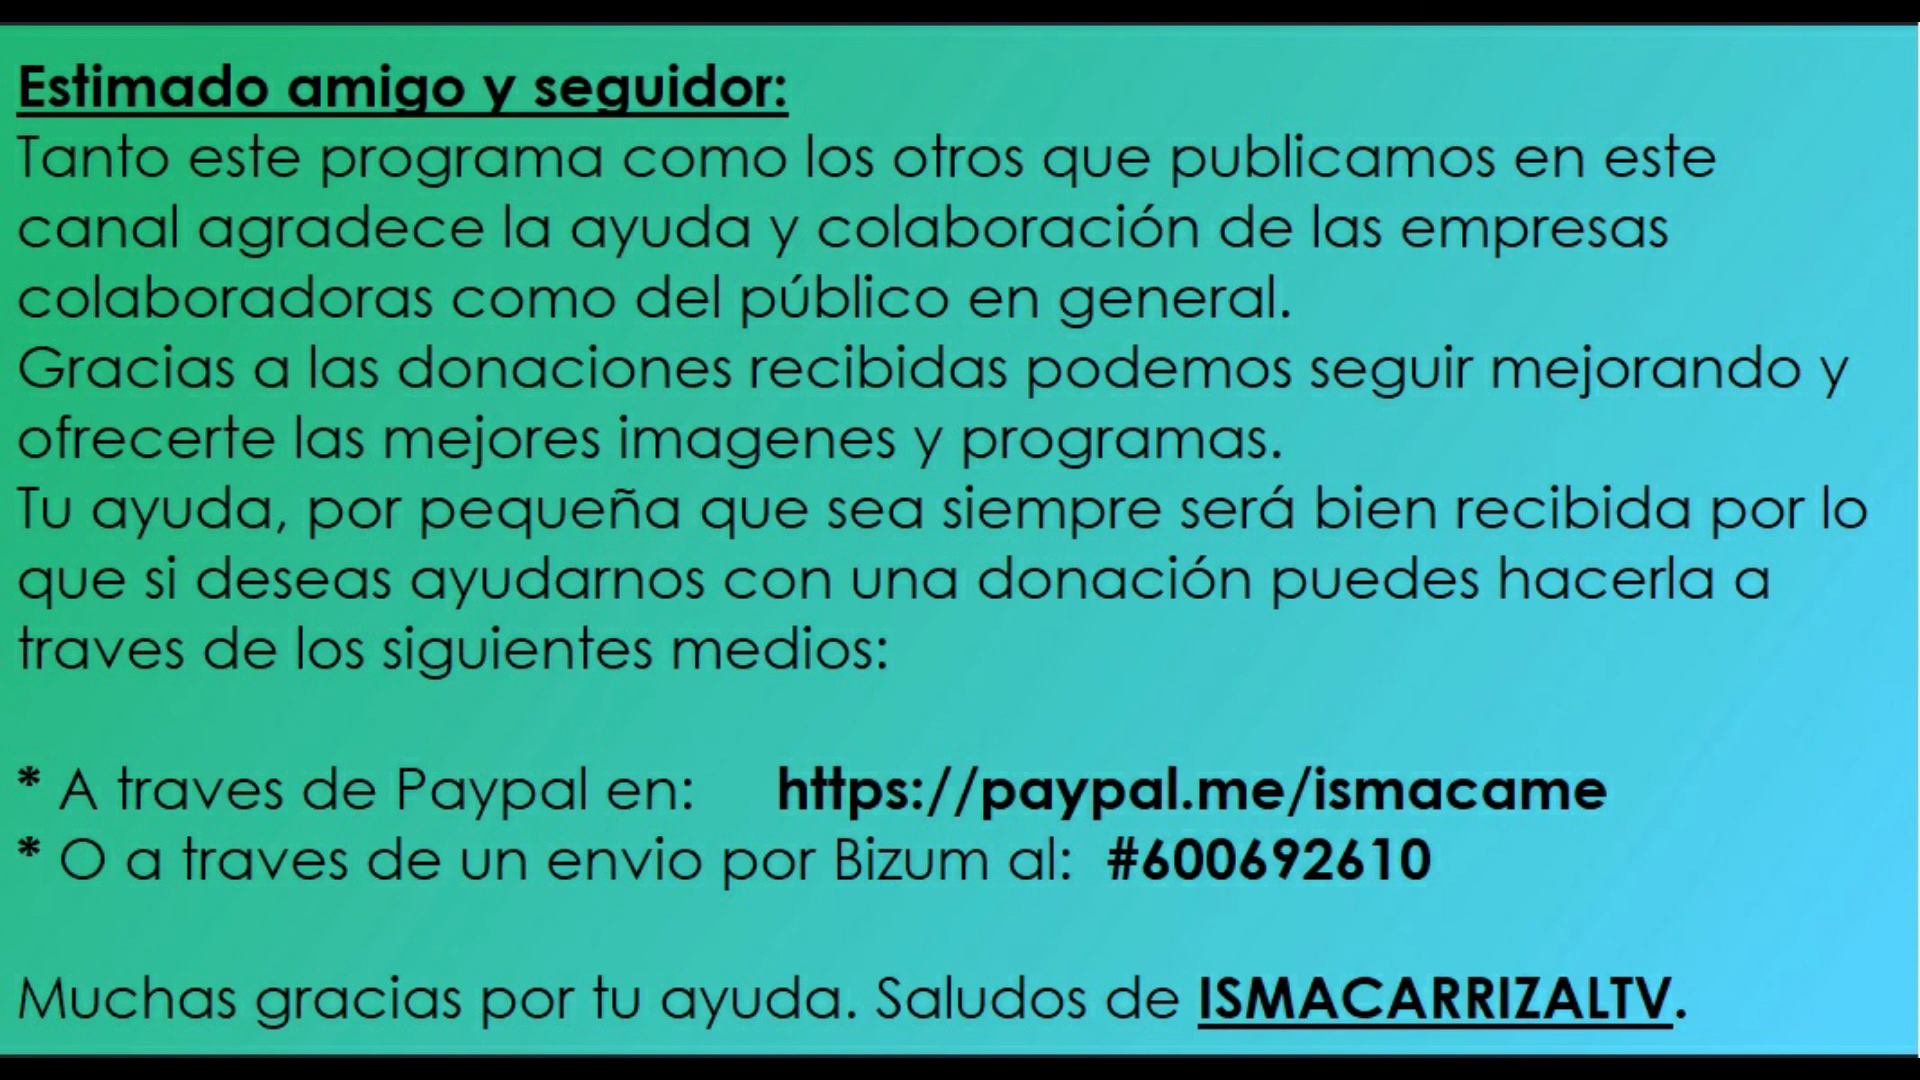 Estimado amigo y seguidor:
Tanto este programa como los otros que publicamos en este
canal agradece la ayuda y colaboración de las empresas
colaboradoras como del público en general.
Gracias a las donaciones recibidas podemos seguir mejorando y
ofrecerte las mejores imagenes y programas.
Tu ayuda, por pequeña que sea siempre será bien recibida por lo
que si deseas ayudarnos con una donación puedes hacerla a
traves de los siguientes medios:
* A traves de Paypal en: https://paypal.me/ismacame
* O a traves de un envio por Bizum al: #600692610
Muchas gracias por tu ayuda. Saludos de ISMACARRIZALTV.